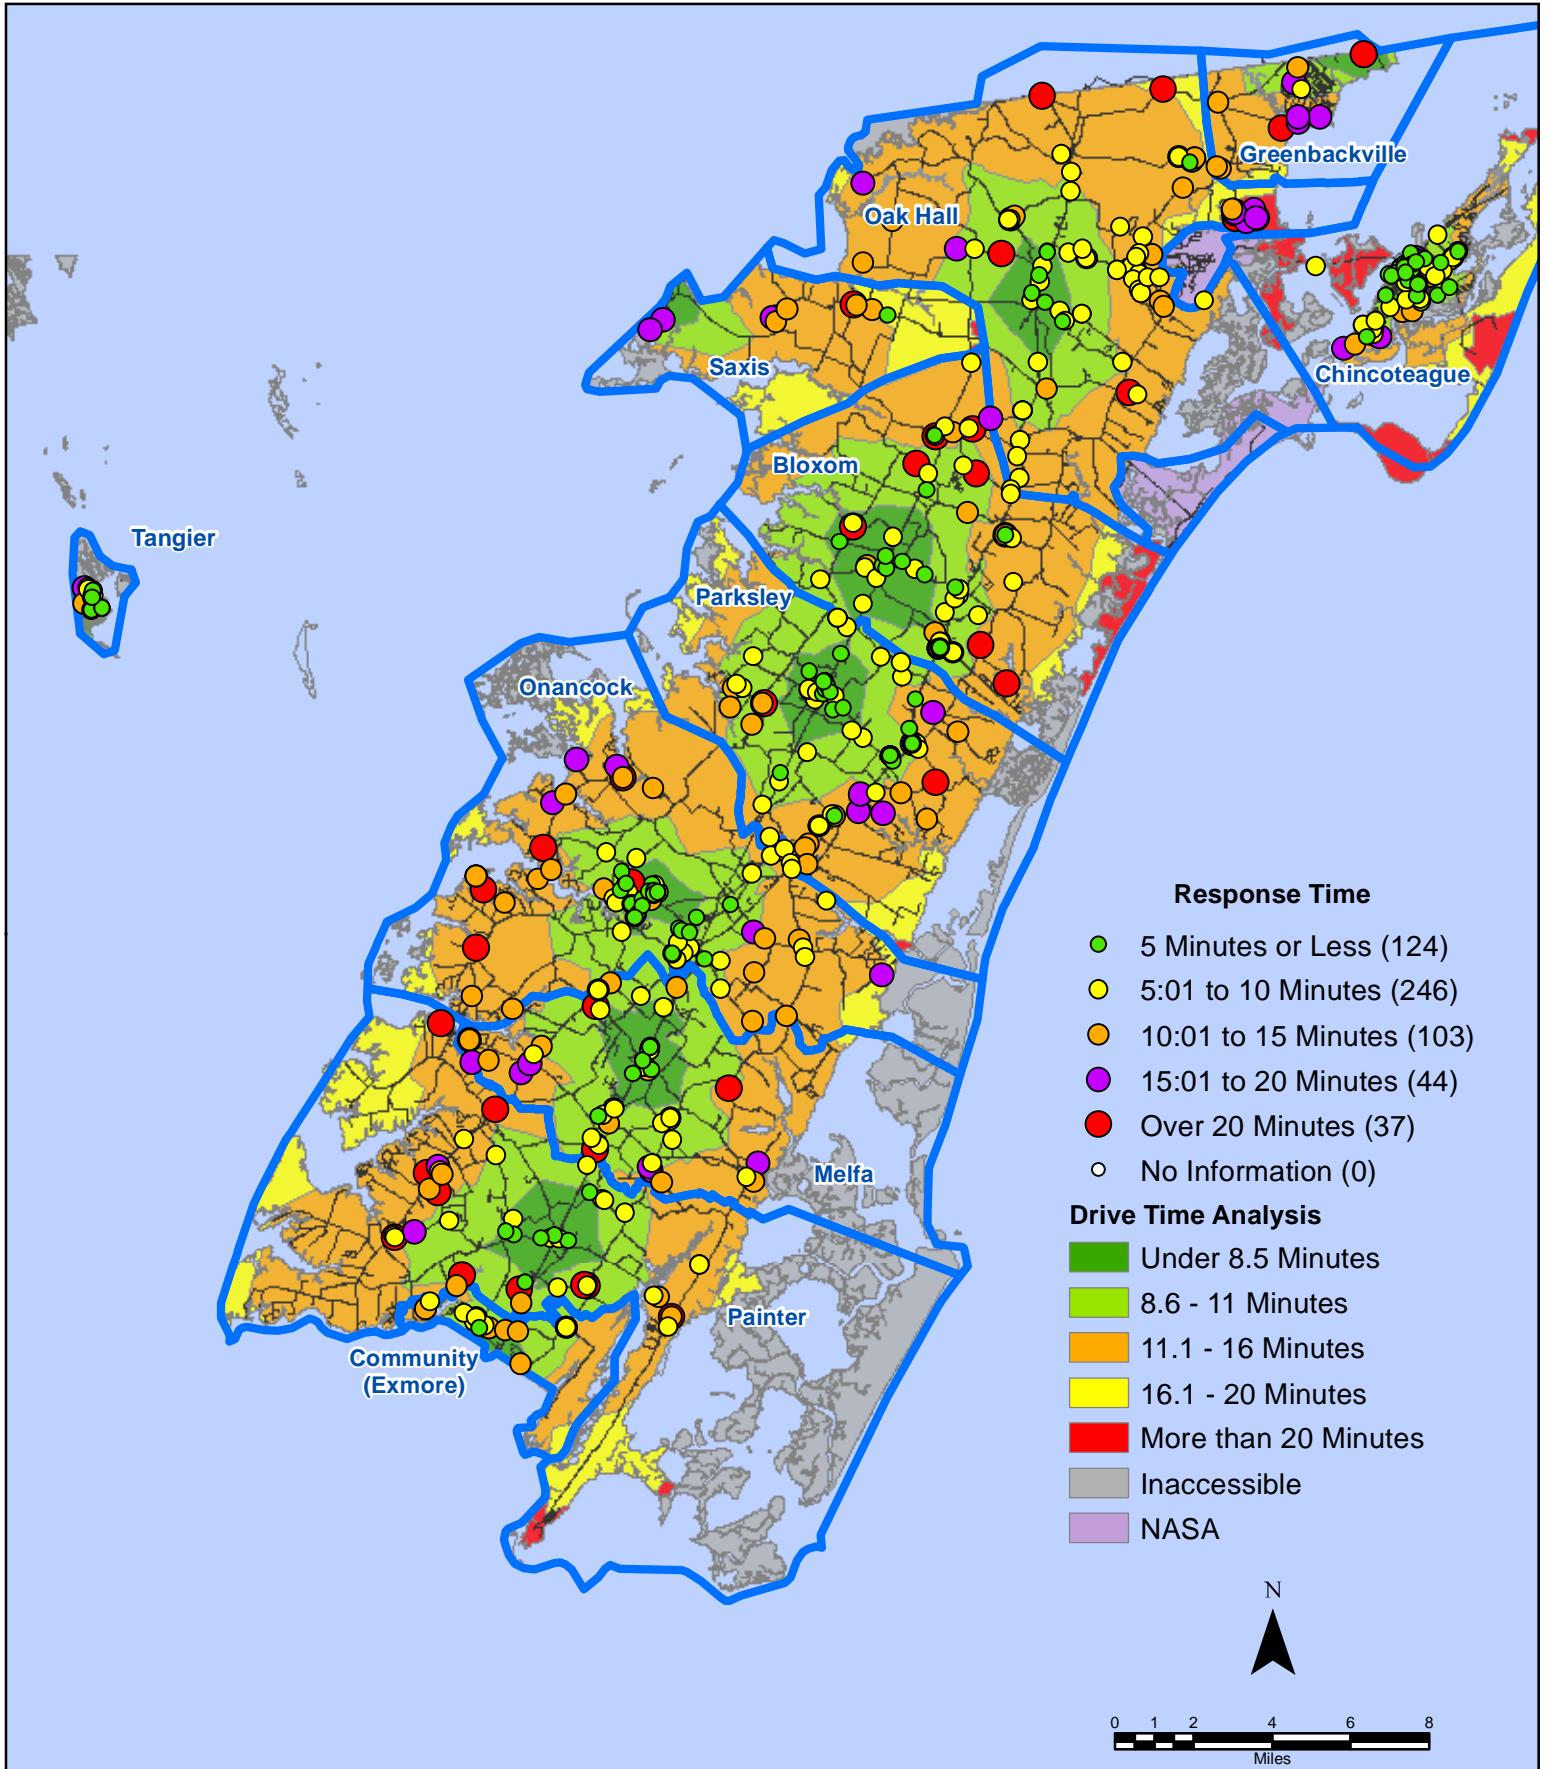 Greenbackville
Oak Hall
Saxis
Chincoteague
Bloxom
Tangier
Parksley
Onancock
Response Time
5 Minutes or Less (124)
5:01 to 10 Minutes (246)
10:01 to 15 Minutes (103)
15:01 to 20 Minutes (44)
Over 20 Minutes (37)
No Information (0)
Melfa
Drive Time Analysis
Under 8.5 Minutes
8.6 - 11 Minutes
11.1 - 16 Minutes
16.1 - 20 Minutes
More than 20 Minutes
Inaccessible
NASA
Painter
Community
(Exmore)
N
0 1 2 4 6 8
Miles